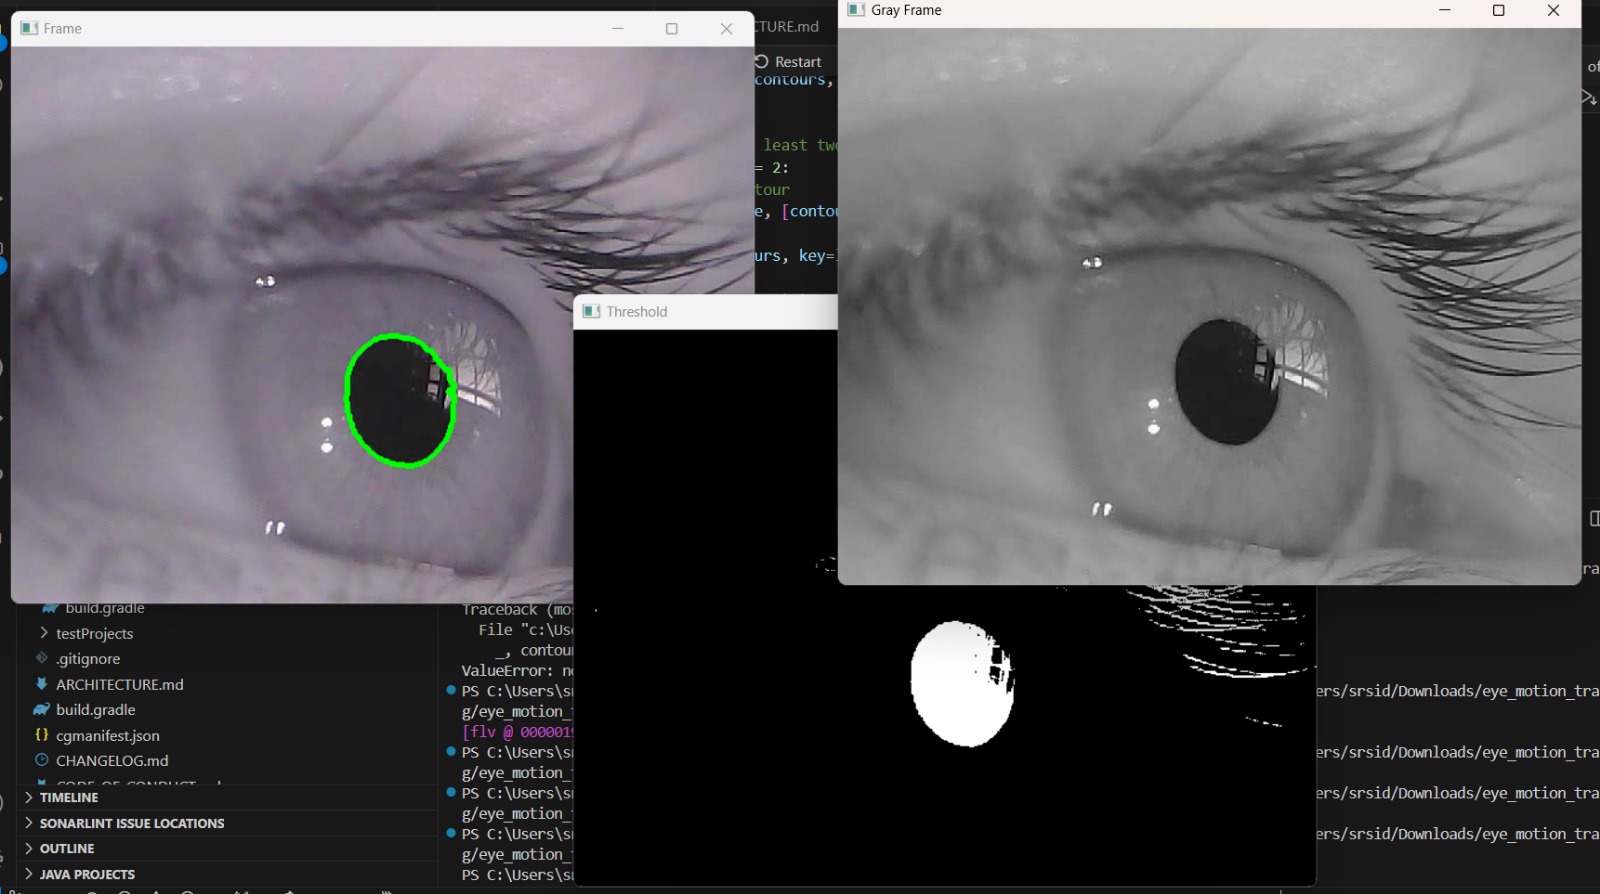 Frame
Gray Frame
CTURE.md
Restart
contours,
least tw
= 2:
tour
e, [conto
urs, key=
Threshold
build.gradle
testProjects
.gitignore
ARCHITECTURE.md
build.gradle
cgmanifest.json
CHANGELOG.md
TIMELINE
SONARLINT ISSUE LOCATIONS
OUTLINE
JAVA PROJECTS
Traceback (mo
File "c:\Us
_, contou
ValueError: n
PS C:\Users\s
g/eye_motion_
[flv @ 000001
PS C:\Users\s
g/eye_motion_
PS C:\Users\s
g/eye_motion_
PS C:\Users\s
g/eye_motion_
PS C:\Users\s
of
ra
ers/srsid/Downloads/eye_motion_tra
ers/srsid/Downloads/eye_motion_tra
ers/srsid/Downloads/eye_motion_tra
ers/srsid/Downloads/eye_motion_tra